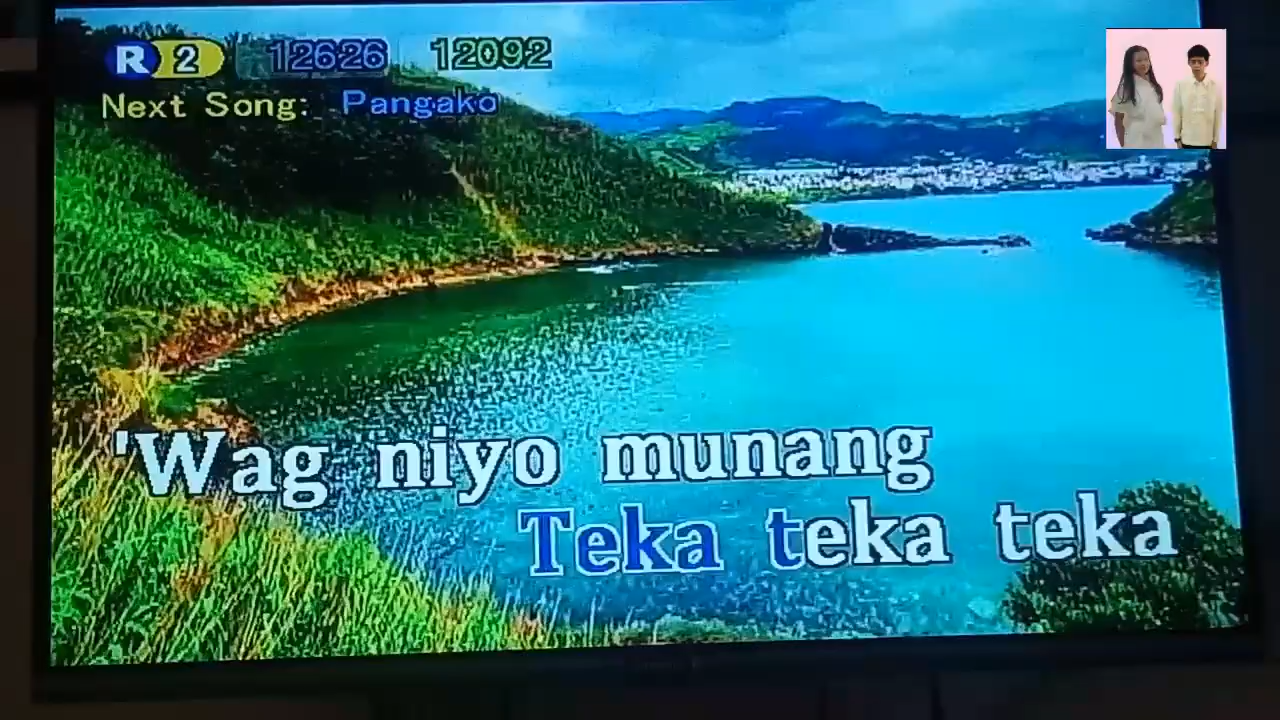 R 2 12626 12092
Next Song: Pangako
'Wag niyo munang
Teka teka teka